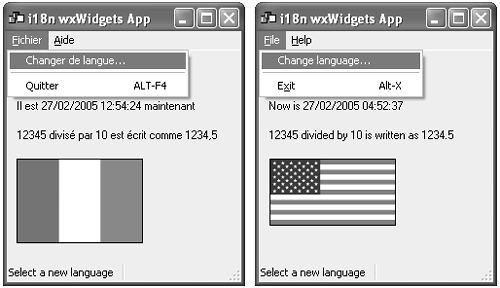 i18n wxWidgets App
Fichier Aide
Changer de langue...
Quitter ALT-F4
Il est 27/02/2005 12:54:24 maintenant
12345 divisé par 10 est écrit comme 1234,5
Select a new language
i18n wxWidgets App
File Help
Change language...
Exit Alt-X
Now is 27/02/2005 04:52:37
12345 divided by 10 is written as 1234.5
Select a new language